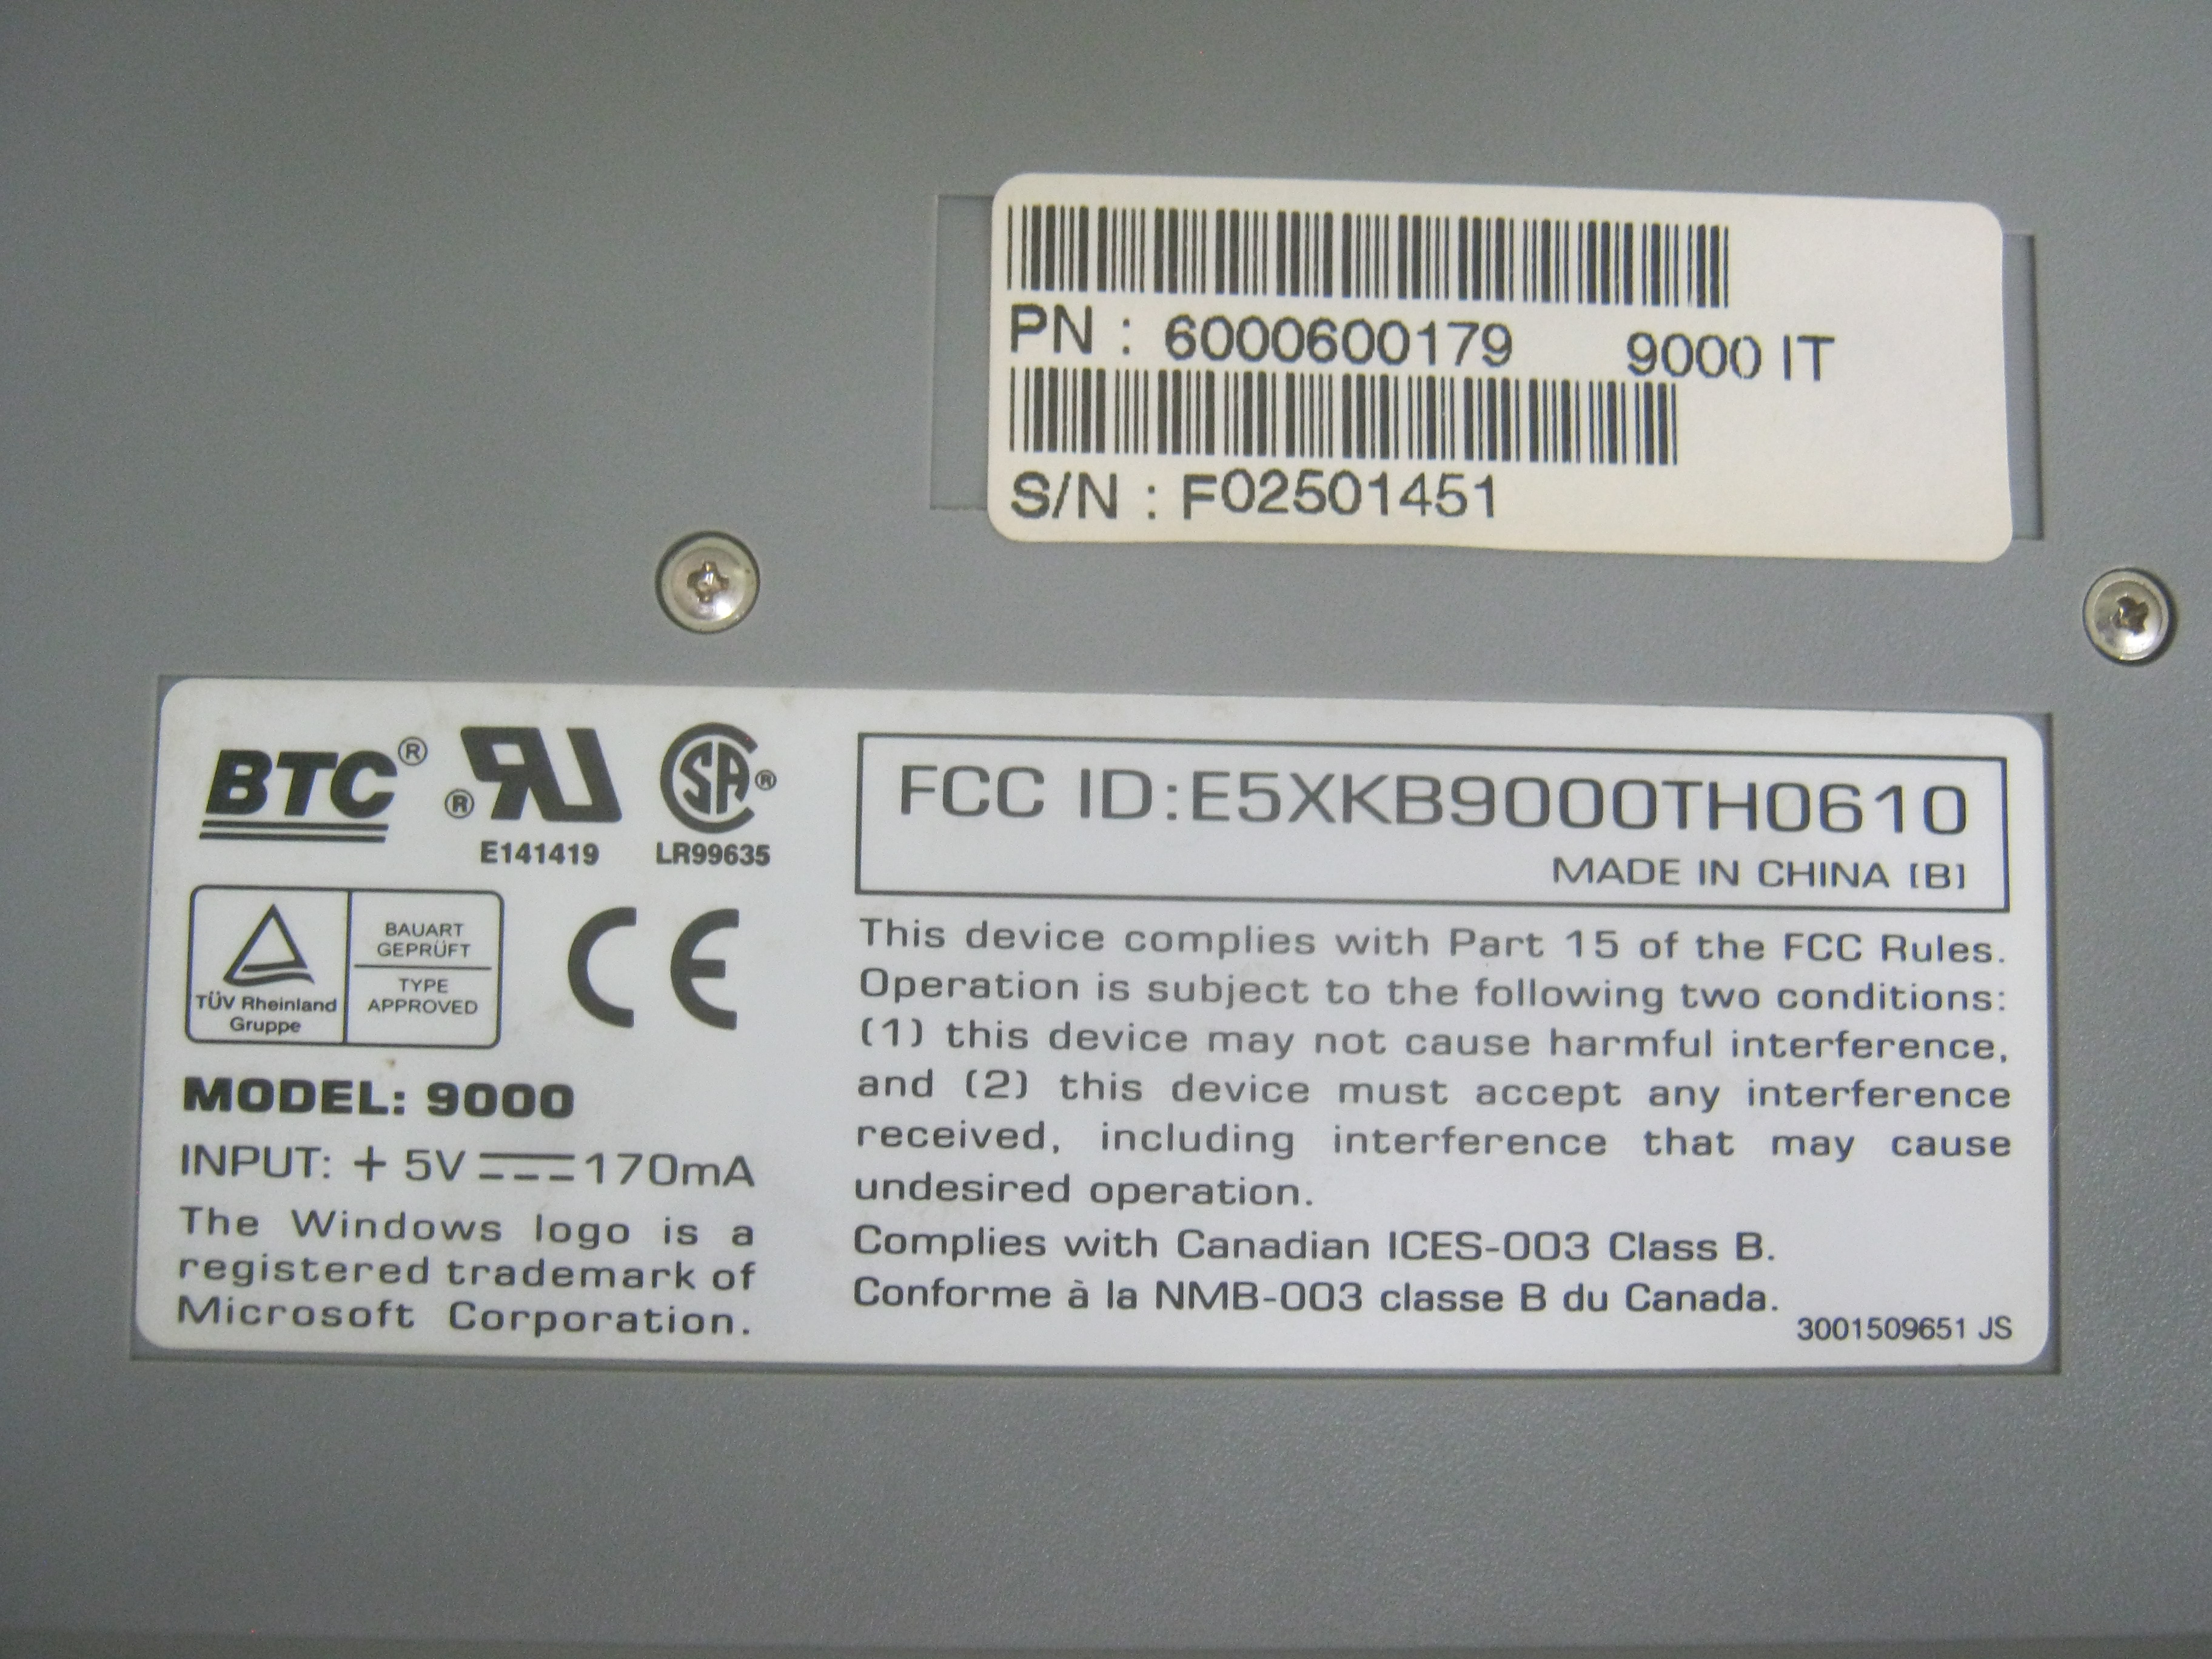 PN : 6000600179 9000 IT
S/N : F02501451
BTC®
®RU
E141419
SA®
LR99635
FCC ID:E5XKB9000TH0610
MADE IN CHINA (B)
TÜV Rheinland
Gruppe
BAUART
GEPRÜFT
TYPE
APPROVED
CE
MODEL: 9000
INPUT: + 5V ⎓ 170mA
The Windows logo is a
registered trademark of
Microsoft Corporation.
This device complies with Part 15 of the FCC Rules.
Operation is subject to the following two conditions:
(1) this device may not cause harmful interference,
and (2) this device must accept any interference
received, including interference that may cause
undesired operation.
Complies with Canadian ICES-003 Class B.
Conforme à la NMB-003 classe B du Canada.
3001509651 JS